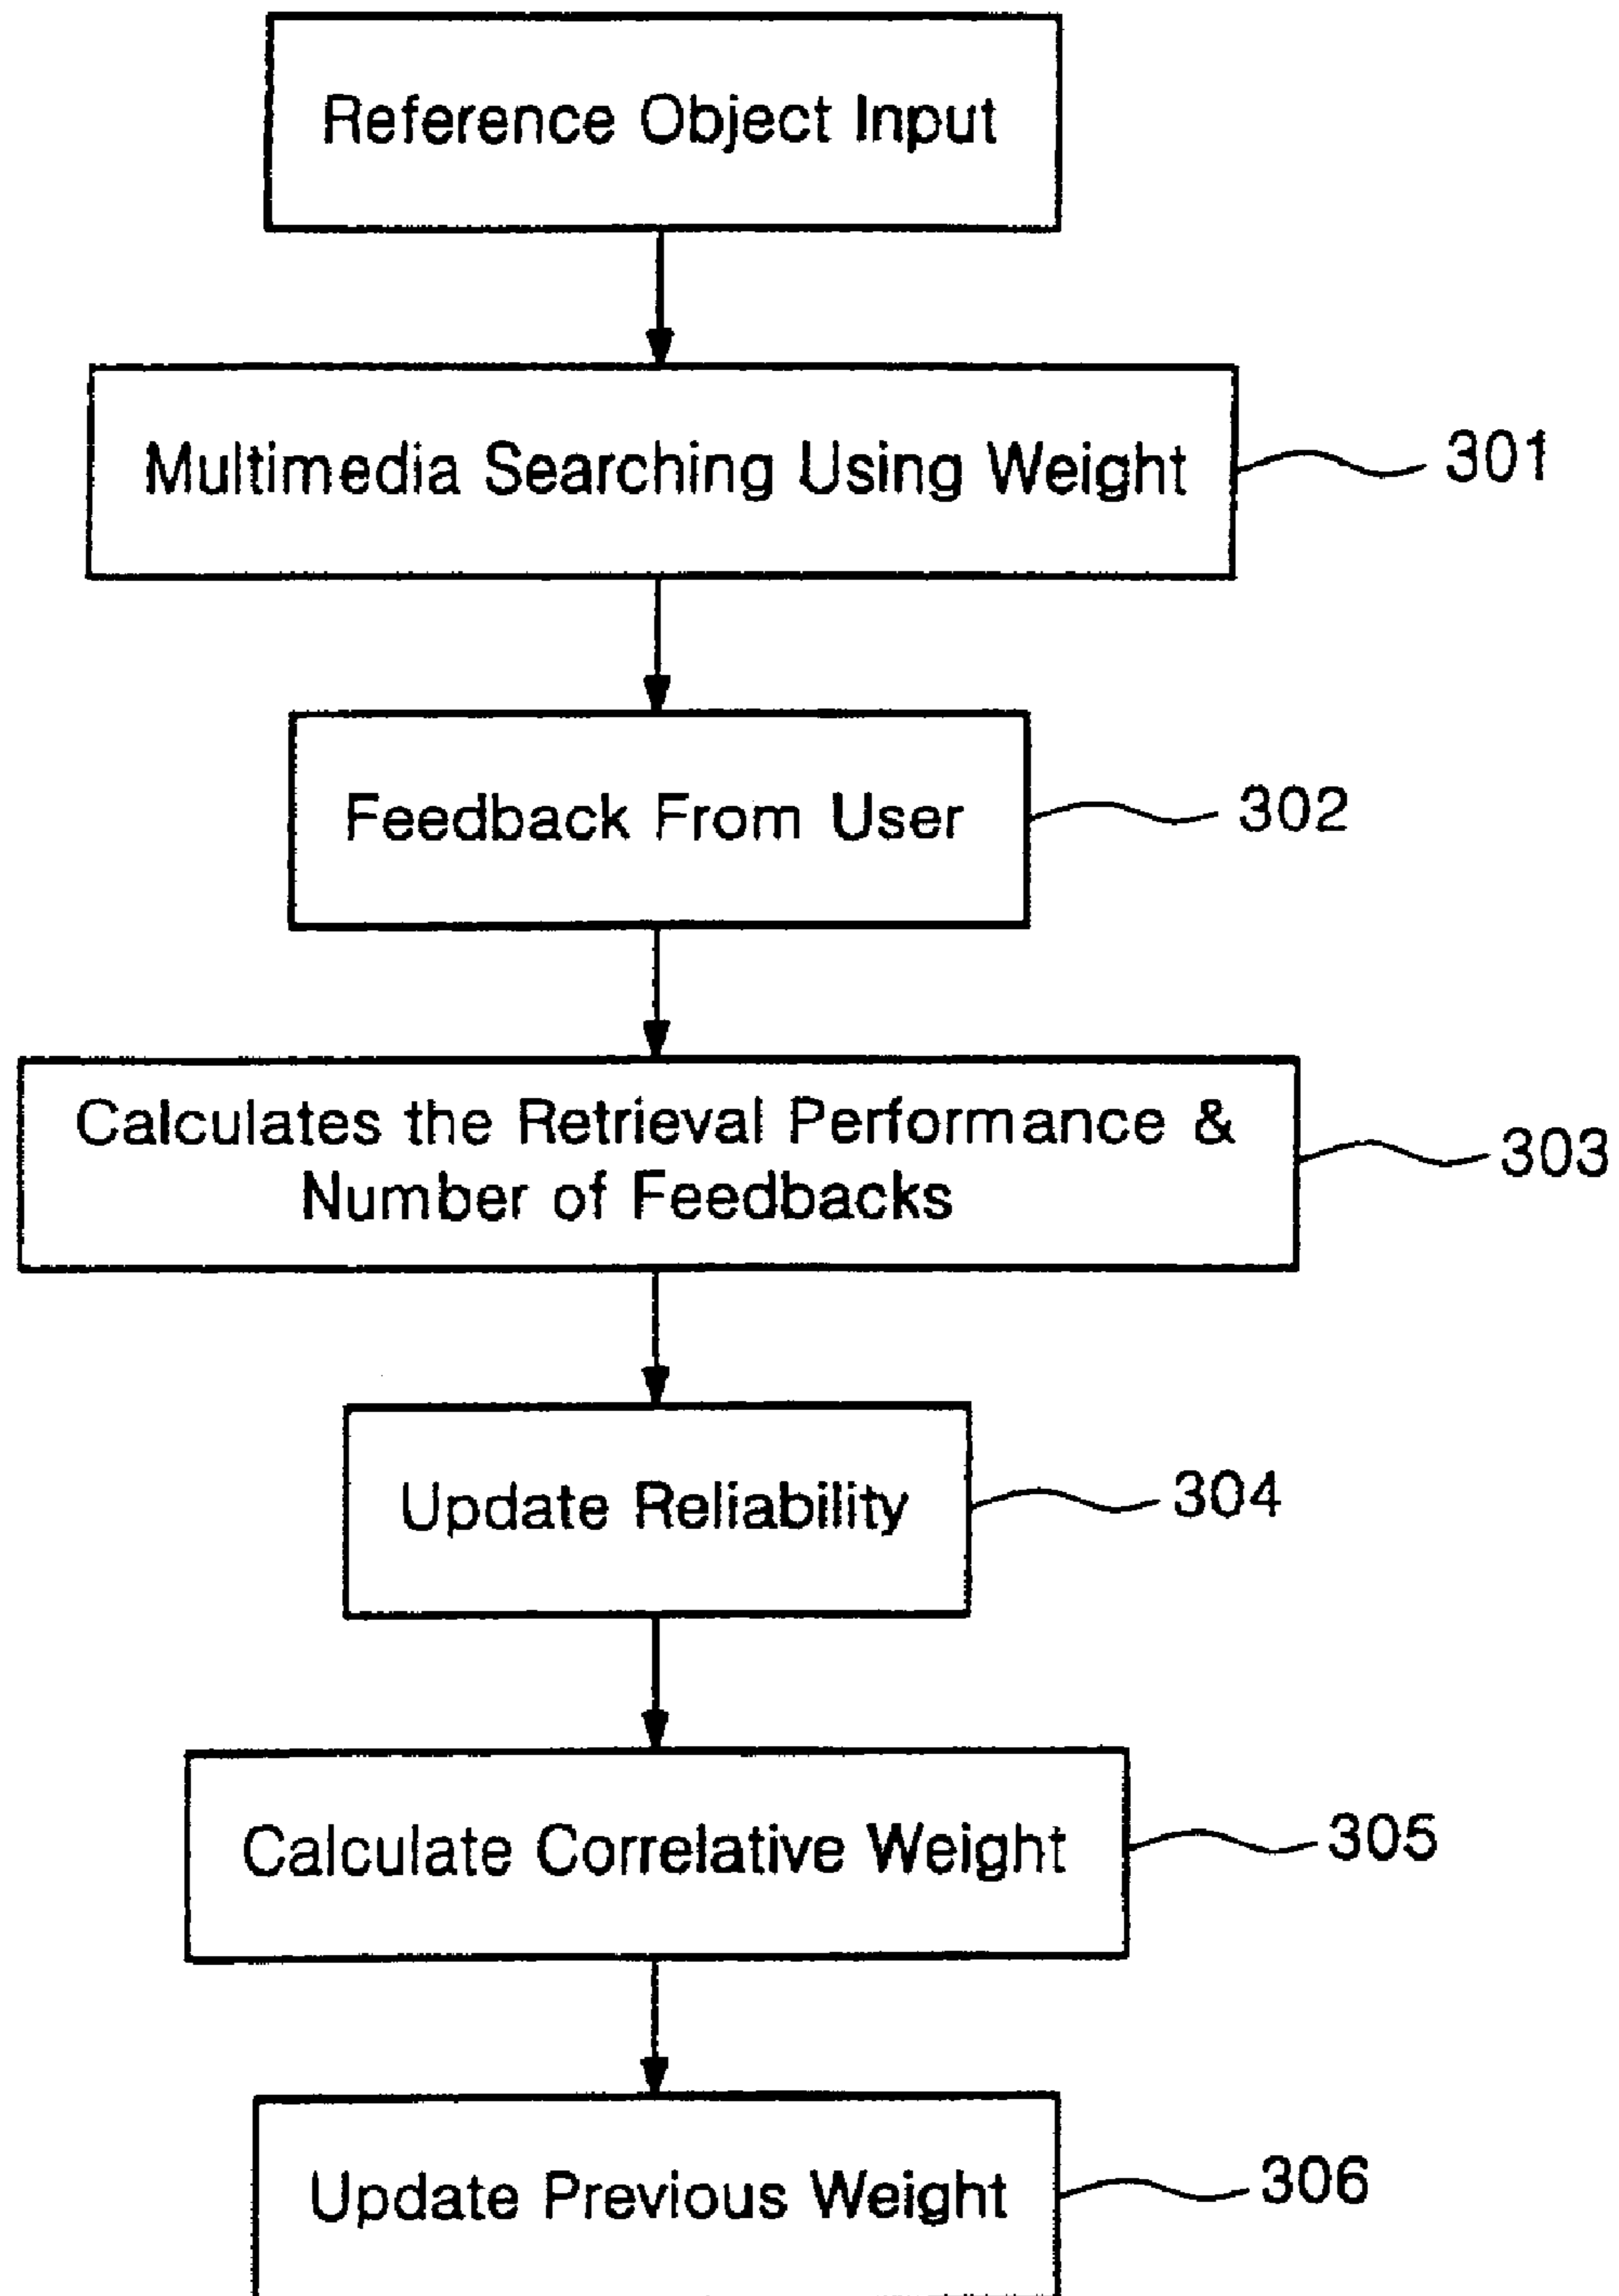 Reference Object Input
Multimedia Searching Using Weight
301
Feedback From User
302
Calculates the Retrieval Performance &
Number of Feedbacks
303
Update Reliability
304
Calculate Correlative Weight
305
Update Previous Weight
306